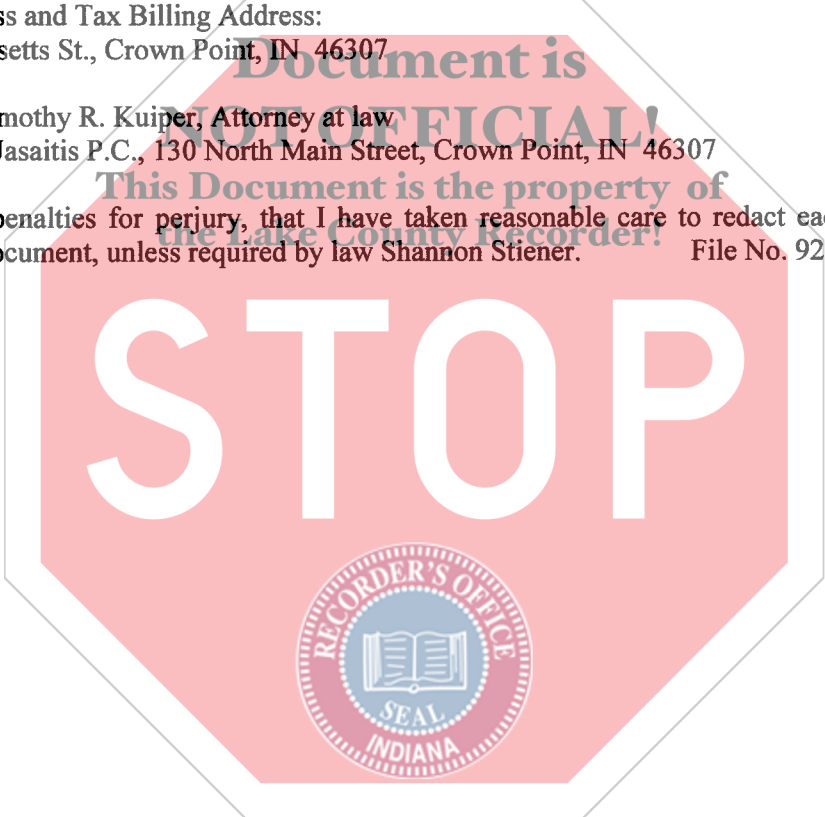 ss and Tax Billing Address:
setts St., Crown Point, IN 46307
Document is
mothy R. Kuiper, Attorney at law
NOT OFFICIAL!
Jasaitis P.C., 130 North Main Street, Crown Point, IN 46307
This Document is the property of
penalties for perjury, that I have taken reasonable care to redact eac
the Lake County Recorder!
ocument, unless required by law Shannon Stiener. File No. 92
STOP
RECORDER'S OFFICE
SEAL
INDIANA